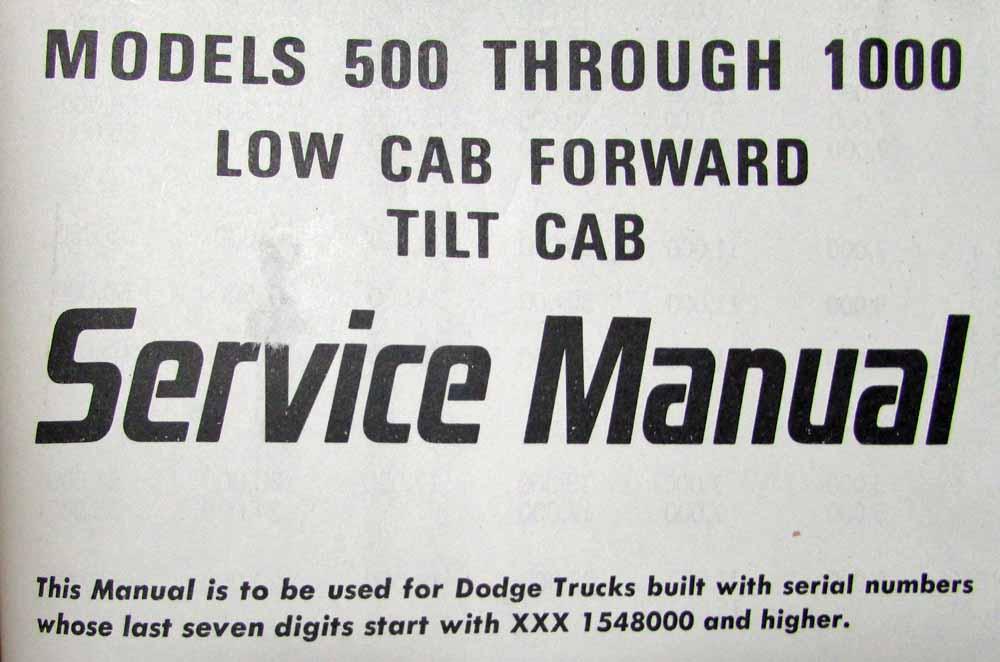 MODELS 500 THROUGH 1000
LOW CAB FORWARD
TILT CAB
Service Manual
This Manual is to be used for Dodge Trucks built with serial numbers
whose last seven digits start with XXX 1548000 and higher.